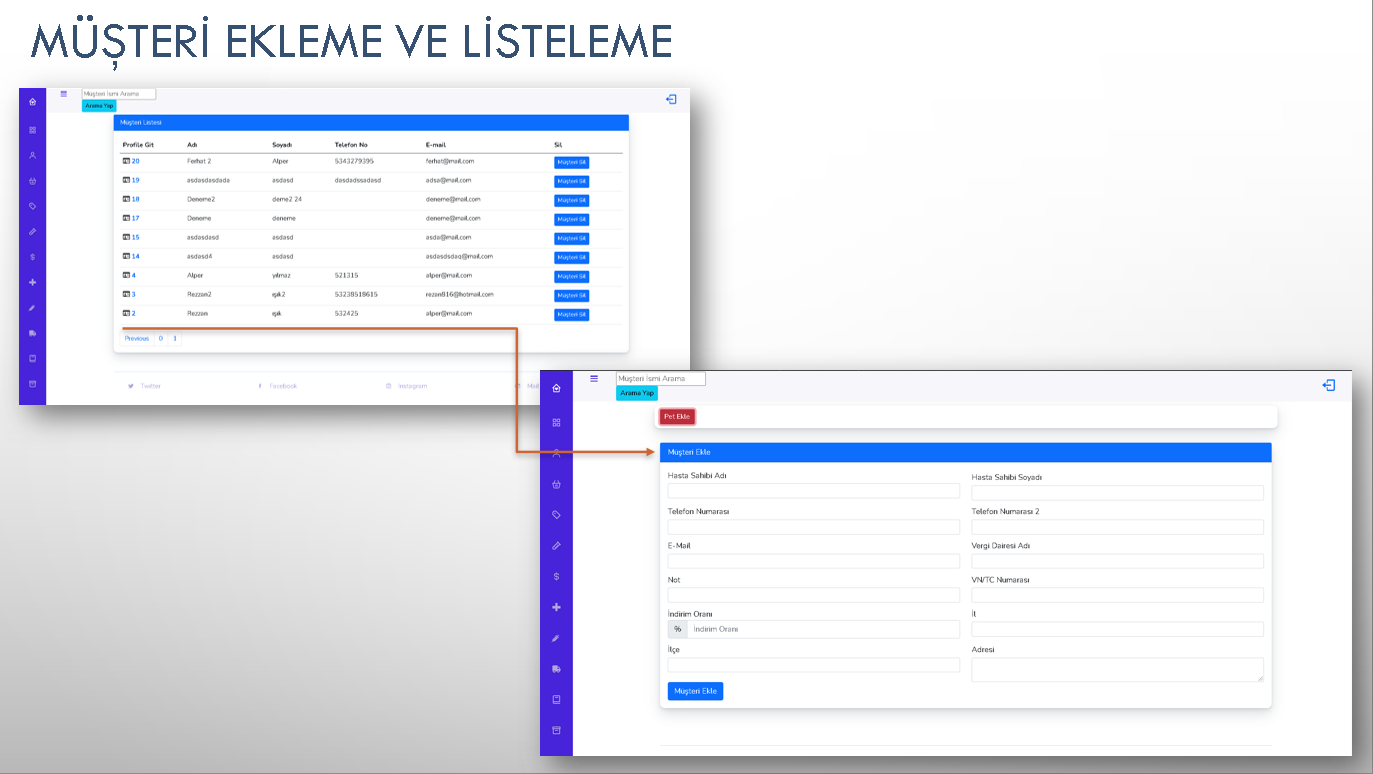 MÜŞTERİ EKLEME VE LİSTELEME
Müşteri İsmi Arama
Arama Yap
Müşteri Listesi
Profile Git Adı Soyadı Telefon No E-mail Sil
20 Ferhat 2 Alper 5343279395 ferhat@mail.com Müşteri Sil
19 asdasdasdada asdasd dasdadssadasd adsa@mail.com Müşteri Sil
18 Deneme2 deme2 24 deneme@mail.com Müşteri Sil
17 Deneme deneme deneme@mail.com Müşteri Sil
15 asdasdasd asdasd asda@mail.com Müşteri Sil
14 asdasd4 asdasd asdasdsdaq@mail.com Müşteri Sil
4 Alper yılmaz 521315 alper@mail.com Müşteri Sil
3 Rezzan2 ışık2 53238518615 rezan816@hotmail.com Müşteri Sil
2 Rezzan ışık 532425 alper@mail.com Müşteri Sil
Previous 0 1
Twitter Facebook Instagram Mail
Müşteri İsmi Arama
Arama Yap
Pet Ekle
Müşteri Ekle
Hasta Sahibi Adı Hasta Sahibi Soyadı
Telefon Numarası Telefon Numarası 2
E-Mail Vergi Dairesi Adı
Not VN/TC Numarası
İndirim Oranı İl
% İndirim Oranı
İlçe Adresi
Müşteri Ekle